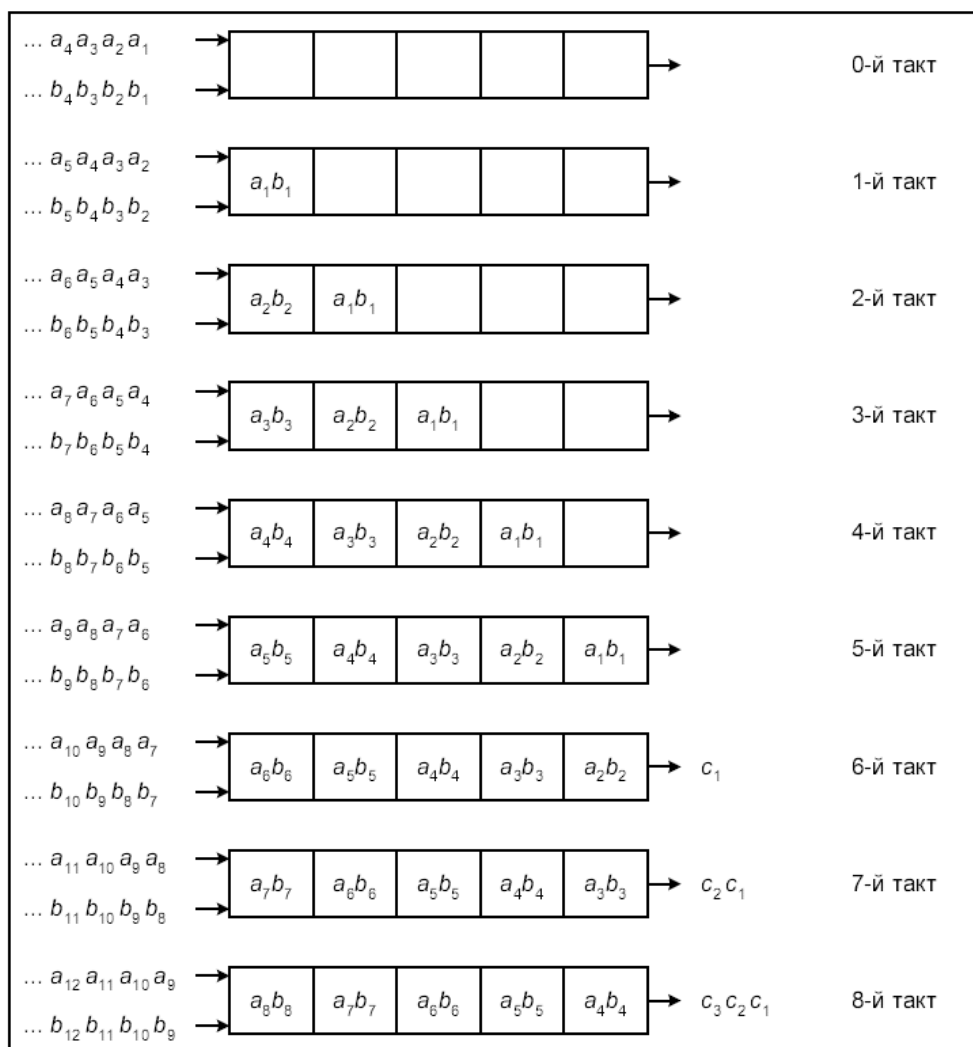 ... a₄ a₃ a₂ a₁
0-й такт
... b₄ b₃ b₂ b₁
... a₅ a₄ a₃ a₂
a₁b₁ 1-й такт
... b₅ b₄ b₃ b₂
... a₆ a₅ a₄ a₃
a₂b₂ a₁b₁ 2-й такт
... b₆ b₅ b₄ b₃
... a₇ a₆ a₅ a₄
a₃b₃ a₂b₂ a₁b₁ 3-й такт
... b₇ b₆ b₅ b₄
... a₈ a₇ a₆ a₅
a₄b₄ a₃b₃ a₂b₂ a₁b₁ 4-й такт
... b₈ b₇ b₆ b₅
... a₉ a₈ a₇ a₆
a₅b₅ a₄b₄ a₃b₃ a₂b₂ a₁b₁ 5-й такт
... b₉ b₈ b₇ b₆
... a₁₀ a₉ a₈ a₇
a₆b₆ a₅b₅ a₄b₄ a₃b₃ a₂b₂ c₁ 6-й такт
... b₁₀ b₉ b₈ b₇
... a₁₁ a₁₀ a₉ a₈
a₇b₇ a₆b₆ a₅b₅ a₄b₄ a₃b₃ c₂ c₁ 7-й такт
... b₁₁ b₁₀ b₉ b₈
... a₁₂ a₁₁ a₁₀ a₉
a₈b₈ a₇b₇ a₆b₆ a₅b₅ a₄b₄ c₃ c₂ c₁ 8-й такт
... b₁₂ b₁₁ b₁₀ b₉